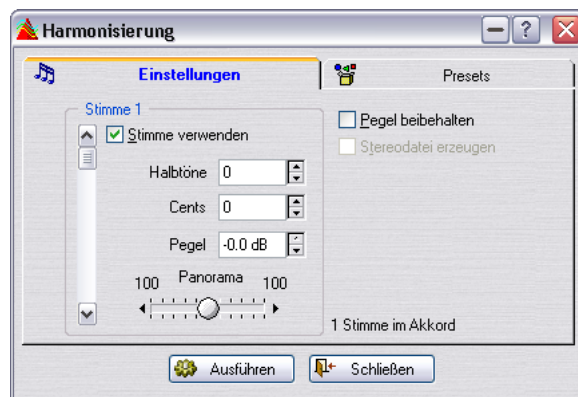 Harmonisierung
Einstellungen
Presets
Stimme 1
Stimme verwenden
Halbtöne 0
Cents 0
Pegel -0.0 dB
100 Panorama 100
Pegel beibehalten
Stereodatei erzeugen
1 Stimme im Akkord
Ausführen
Schließen